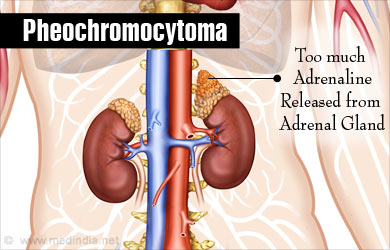 Pheochromocytoma
Too much
Adrenaline
Released from
Adrenal Gland
www.medindia.net